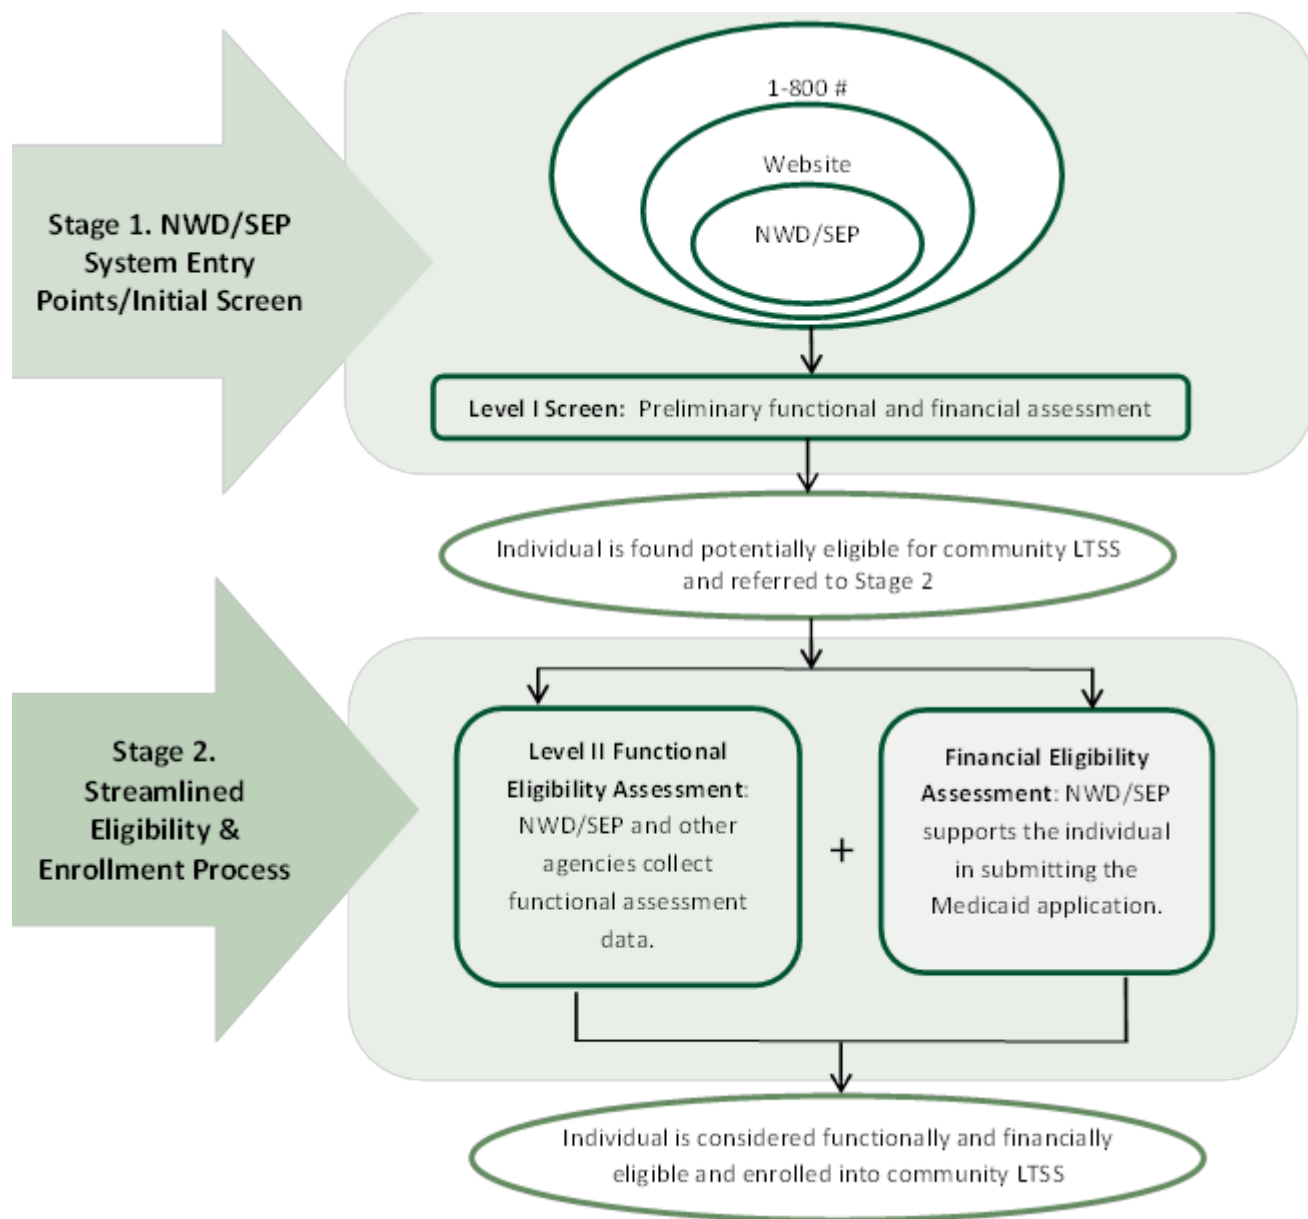 1-800 #
Website
NWD/SEP
Stage 1. NWD/SEP
System Entry
Points/Initial Screen
Level I Screen: Preliminary functional and financial assessment
Individual is found potentially eligible for community LTSS
and referred to Stage 2
Stage 2.
Streamlined
Eligibility &
Enrollment Process
Level II Functional
Eligibility Assessment:
NWD/SEP and other
agencies collect
functional assessment
data.
+
Financial Eligibility
Assessment: NWD/SEP
supports the individual
in submitting the
Medicaid application.
Individual is considered functionally and financially
eligible and enrolled into community LTSS